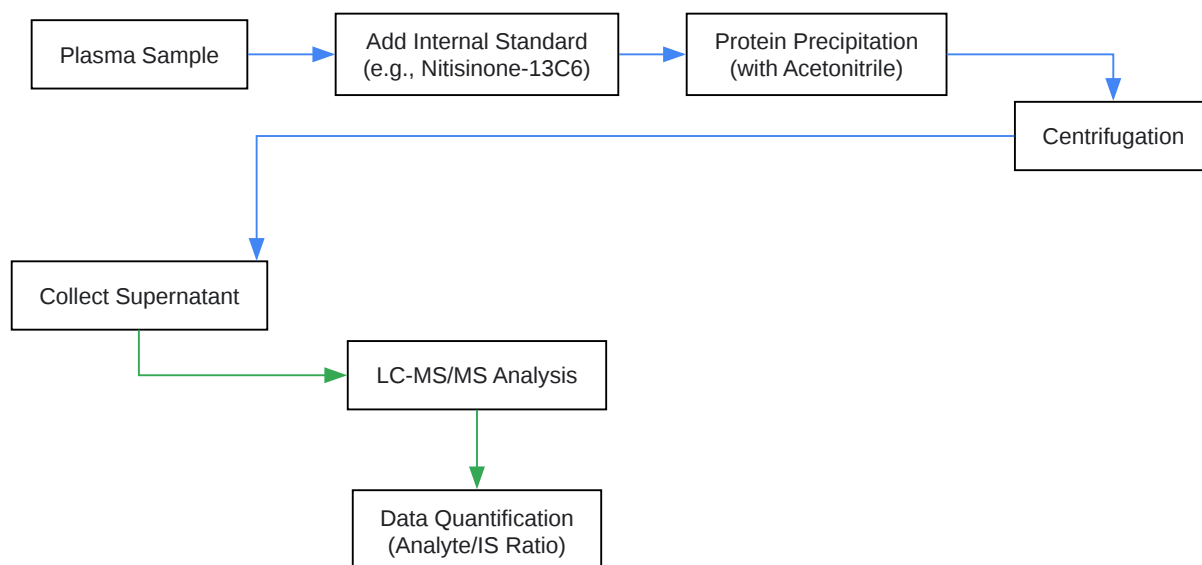 Plasma Sample
Add Internal Standard
(e.g., Nitisinone-13C6)
Protein Precipitation
(with Acetonitrile)
Centrifugation
Collect Supernatant
LC-MS/MS Analysis
Data Quantification
(Analyte/IS Ratio)